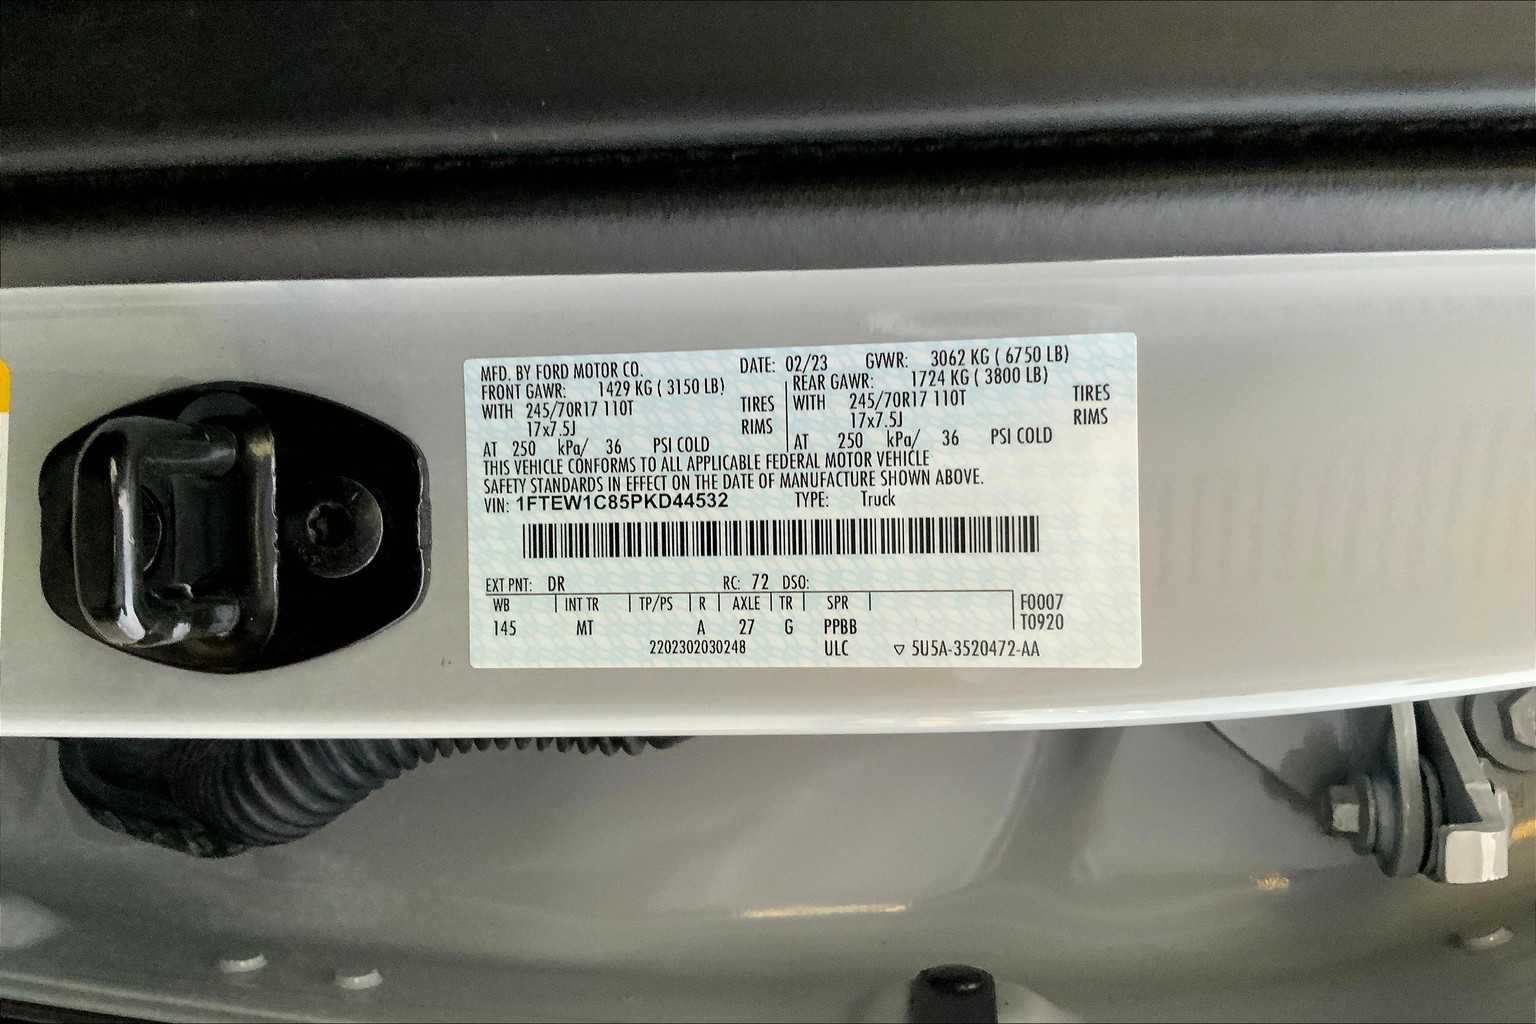 MFD. BY FORD MOTOR CO. DATE: 02/23 GVWR: 3062 KG ( 6750 LB)
FRONT GAWR: 1429 KG ( 3150 LB) REAR GAWR: 1724 KG ( 3800 LB)
WITH 245/70R17 110T TIRES WITH 245/70R17 110T TIRES
17x7.5J RIMS 17x7.5J RIMS
AT 250 kPa/ 36 PSI COLD AT 250 kPa/ 36 PSI COLD
THIS VEHICLE CONFORMS TO ALL APPLICABLE FEDERAL MOTOR VEHICLE
SAFETY STANDARDS IN EFFECT ON THE DATE OF MANUFACTURE SHOWN ABOVE.
VIN: 1FTEW1C85PKD44532 TYPE: Truck
EXT PNT: DR RC: 72 DSO:
WB INT TR TP/PS R AXLE TR SPR F0007
145 MT A 27 G PPBB T0920
2202302030248 ULC ▽ 5U5A-3520472-AA